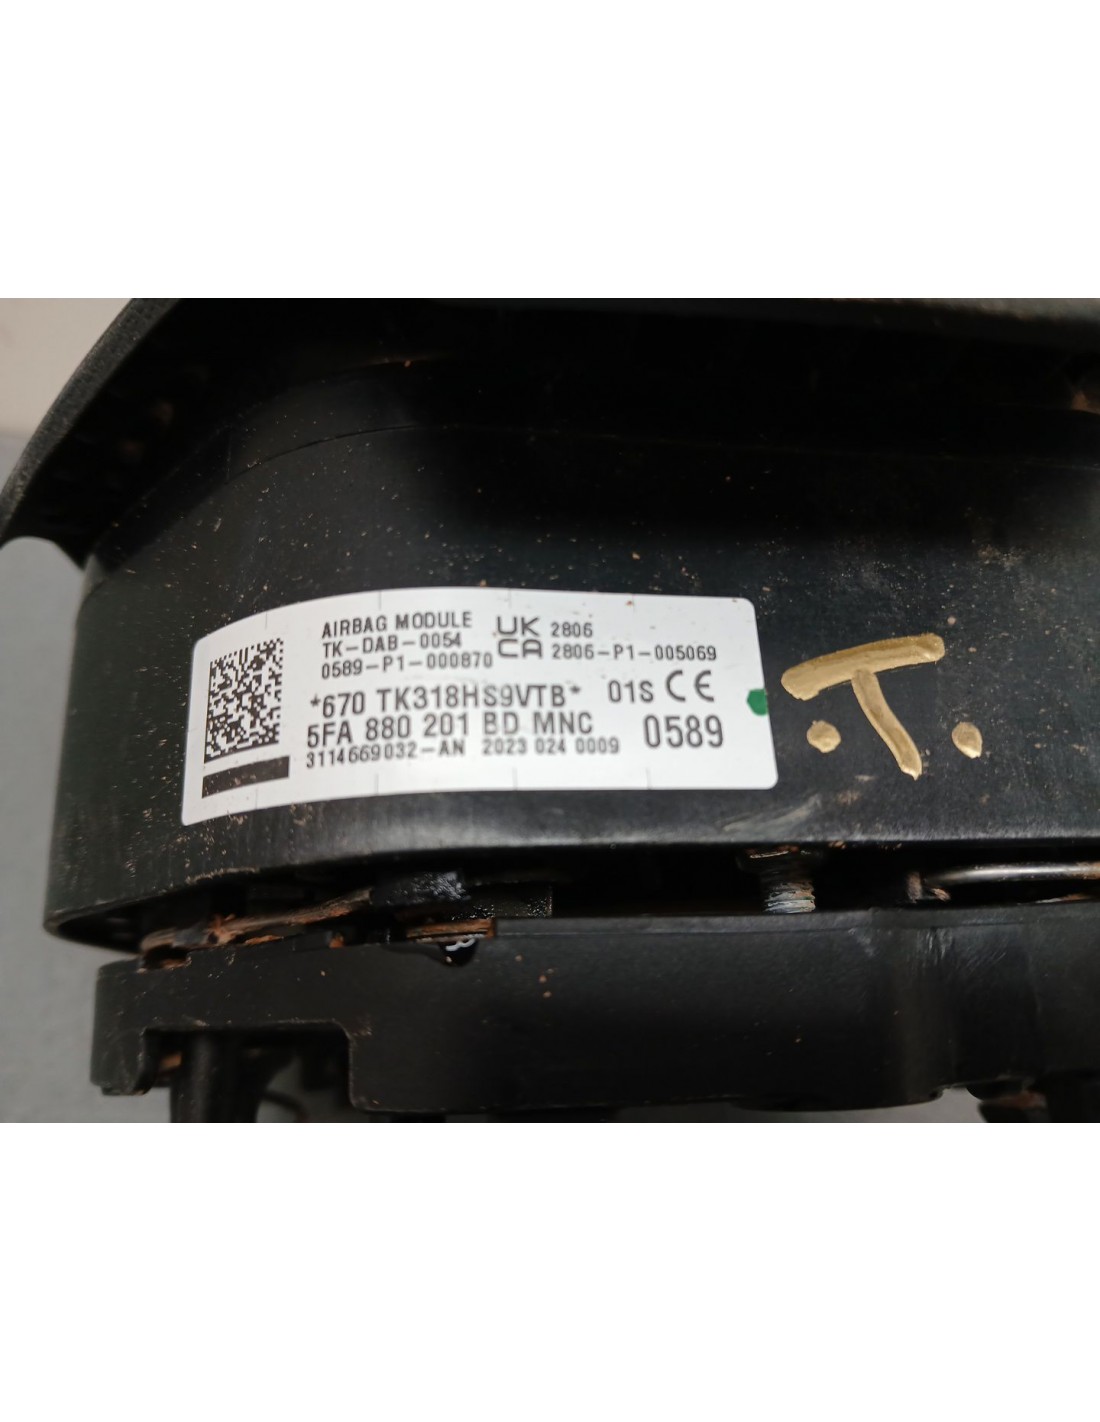 AIRBAG MODULE
TK-DAB-0054
0589-P1-000870
UK
CA
2806
2806-P1-005069
*670 TK318HS9VTB* 01S CE
5FA 880 201 BD MNC 0589
3114669032-AN 2023 024 0009
.T.